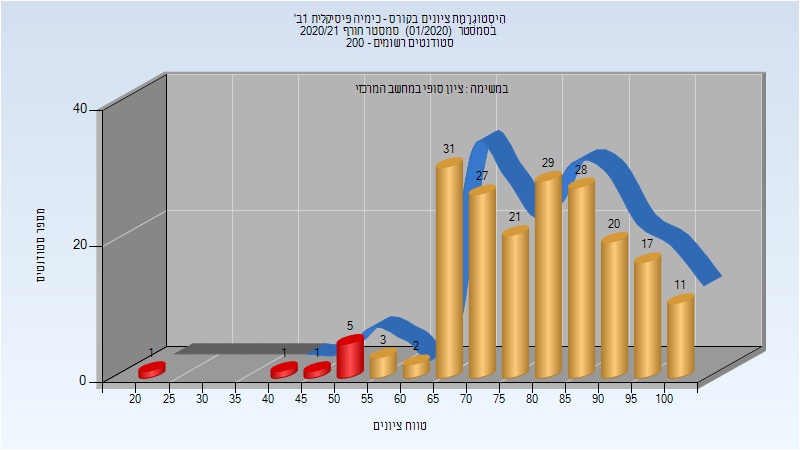 היסטוגרמת ציונים בקורס - כימיה פיסיקלית 1ב'
בסמסטר (01/2020) סמסטר חורף 2020/21
סטודנטים רשומים - 200
במשימה : ציון סופי במחשב המרכזי
מספר סטודנטים
40
20
0
1
1
1
5
3
2
31
27
21
29
28
20
17
11
20 25 30 35 40 45 50 55 60 65 70 75 80 85 90 95 100
טווח ציונים